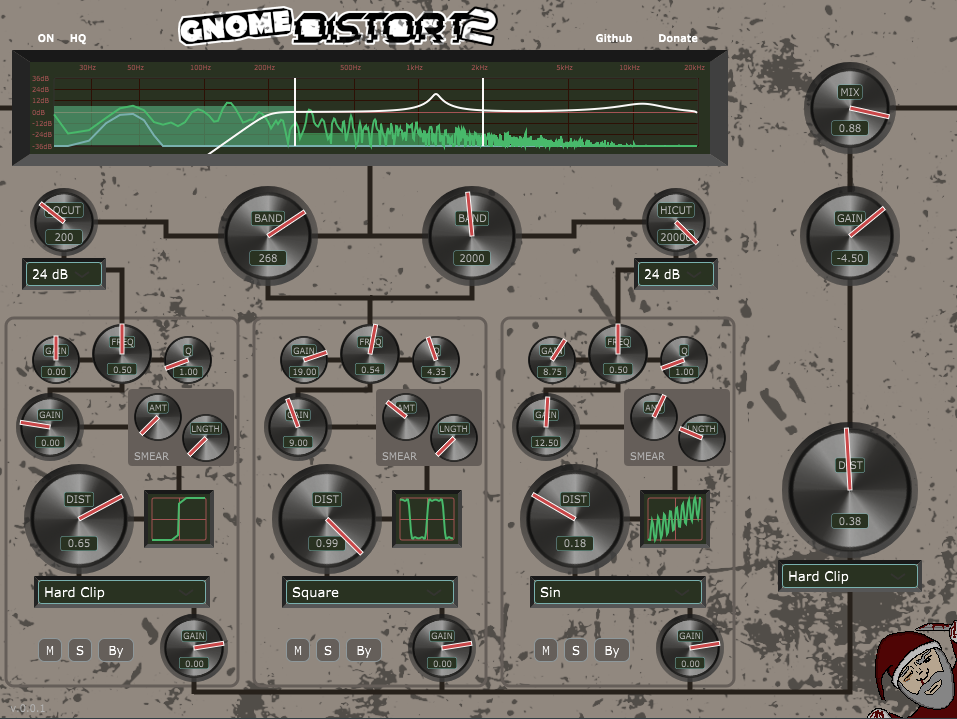 GNOME DISTORT 2
ON HQ
Github Donate
30Hz 50Hz 100Hz 200Hz 500Hz 1kHz 2kHz 5kHz 10kHz 20kHz
36dB
24dB
12dB
0dB
-12dB
-24dB
-36dB
MIX
0.88
LOCUT
200
BAND
268
BAND
2000
HICUT
20000
GAIN
-4.50
24 dB
24 dB
GAIN
0.00
FREQ
0.50
Q
1.00
GAIN
0.00
AMT
LNGTH
SMEAR
DIST
0.65
Hard Clip
M S By
GAIN
0.00
GAIN
19.00
FREQ
0.54
Q
4.35
GAIN
9.00
AMT
LNGTH
SMEAR
DIST
0.99
Square
M S By
GAIN
0.00
GAIN
8.75
FREQ
0.50
Q
1.00
GAIN
12.50
AMT
LNGTH
SMEAR
DIST
0.18
Sin
M S By
GAIN
0.00
DIST
0.38
Hard Clip
v 0.0.1